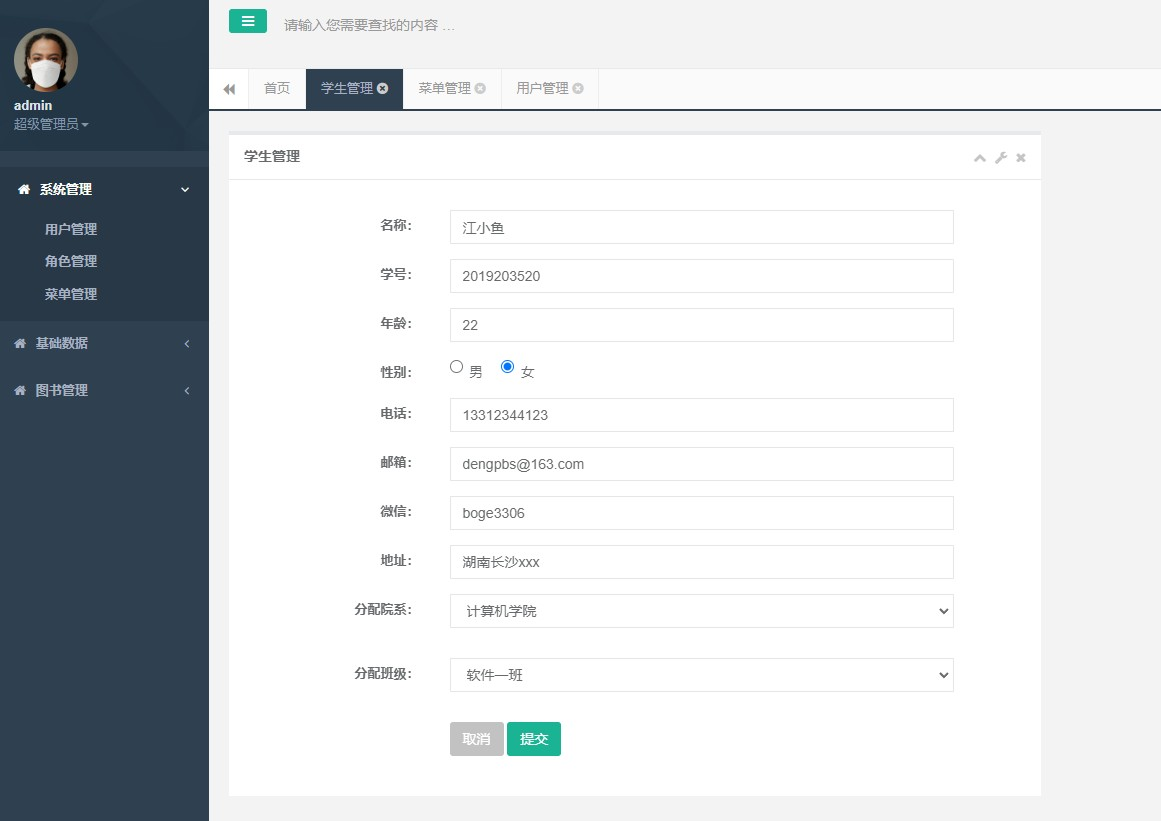 admin
超级管理员
系统管理
用户管理
角色管理
菜单管理
基础数据
图书管理
请输入您需要查找的内容 …
首页 学生管理 菜单管理 用户管理
学生管理
名称： 江小鱼
学号： 2019203520
年龄： 22
性别： 男 女
电话： 13312344123
邮箱： dengpbs@163.com
微信： boge3306
地址： 湖南长沙xxx
分配院系： 计算机学院
分配班级： 软件一班
取消 提交